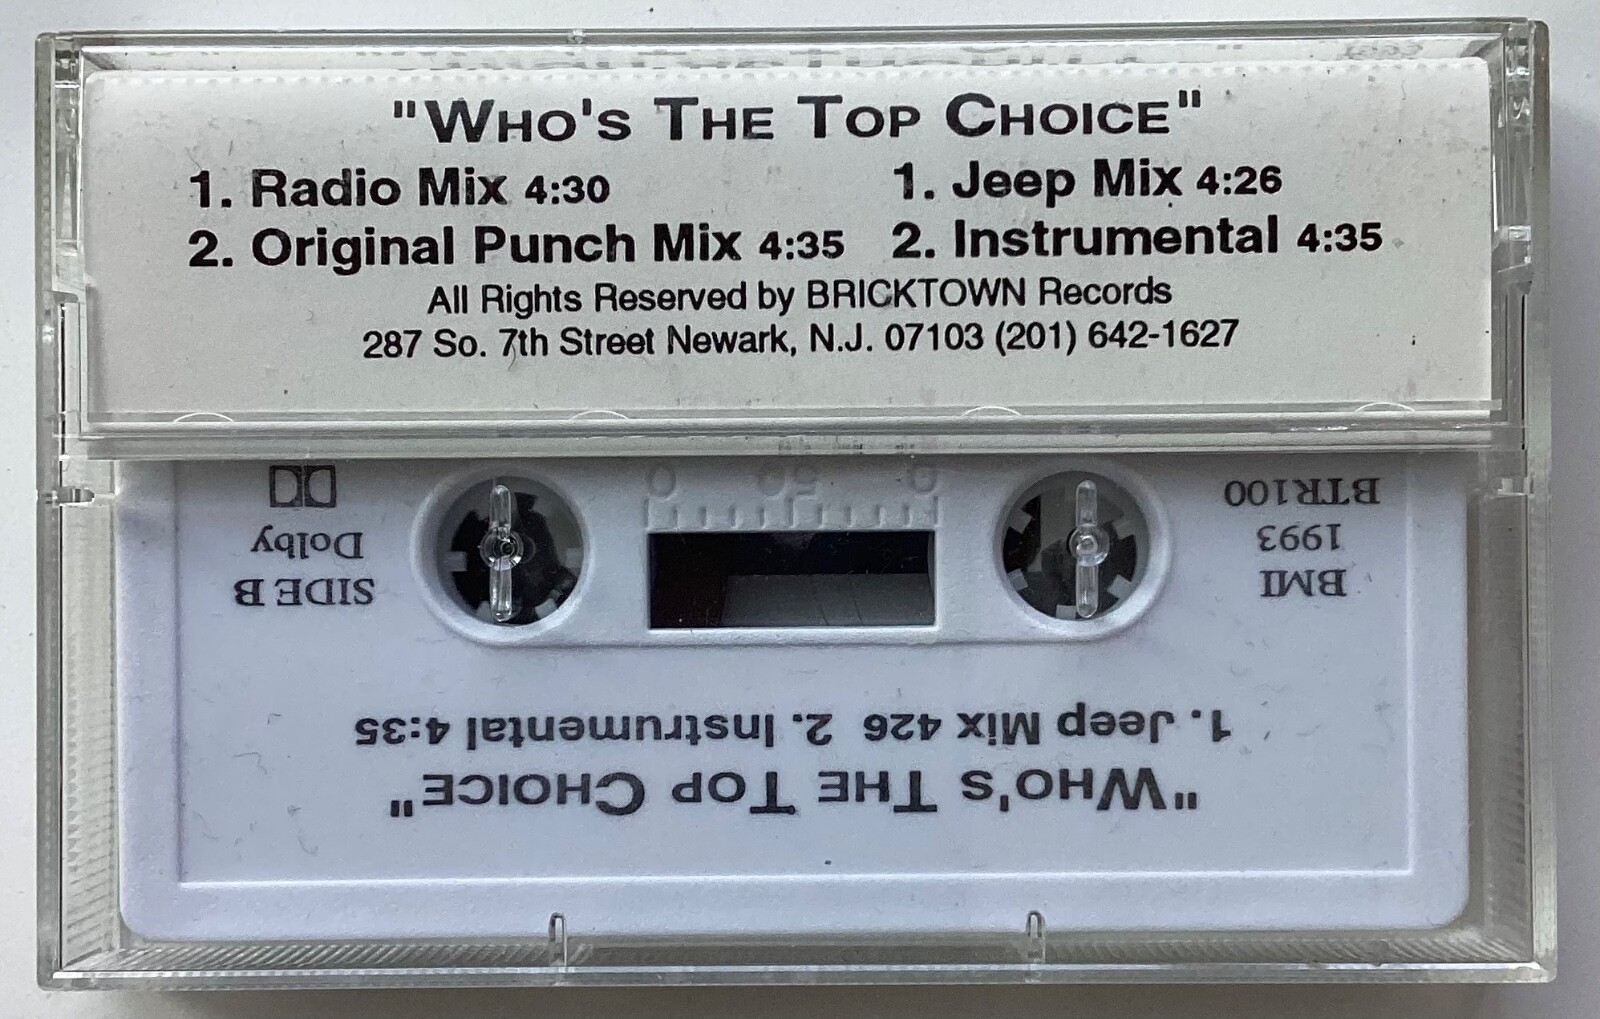 "WHO'S THE TOP CHOICE"
1. Radio Mix 4:30
2. Original Punch Mix 4:35
1. Jeep Mix 4:26
2. Instrumental 4:35
All Rights Reserved by BRICKTOWN Records
287 So. 7th Street Newark, N.J. 07103 (201) 642-1627
"WHO'S THE TOP CHOICE"
1. Jeep Mix 426 2. Instrumental 4:35
BMI
1993
BTR100
SIDE B
Dolby
0 50